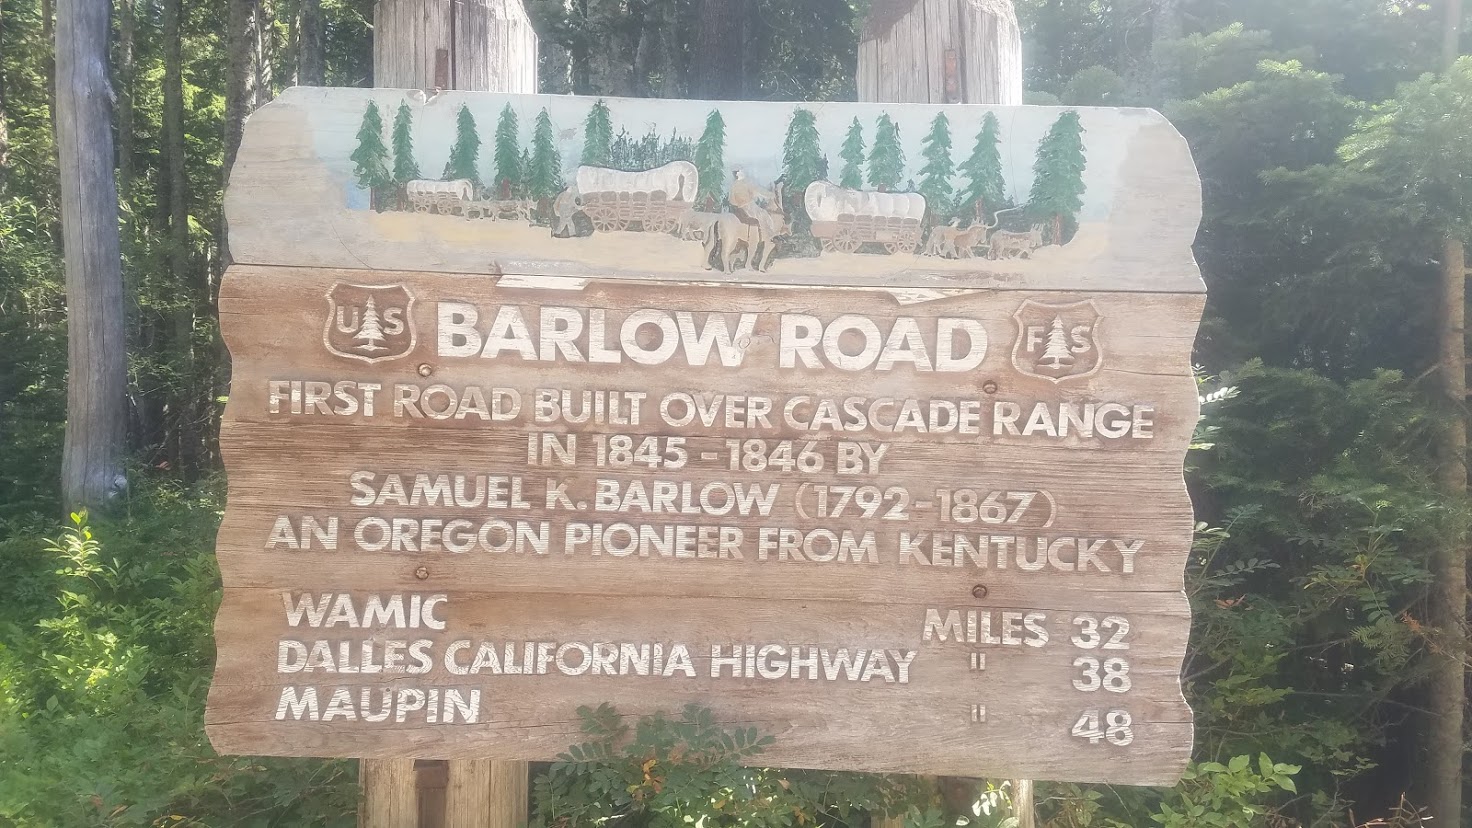 US BARLOW ROAD FS
FIRST ROAD BUILT OVER CASCADE RANGE
IN 1845 - 1846 BY
SAMUEL K. BARLOW (1792-1867)
AN OREGON PIONEER FROM KENTUCKY
WAMIC MILES 32
DALLES CALIFORNIA HIGHWAY " 38
MAUPIN " 48